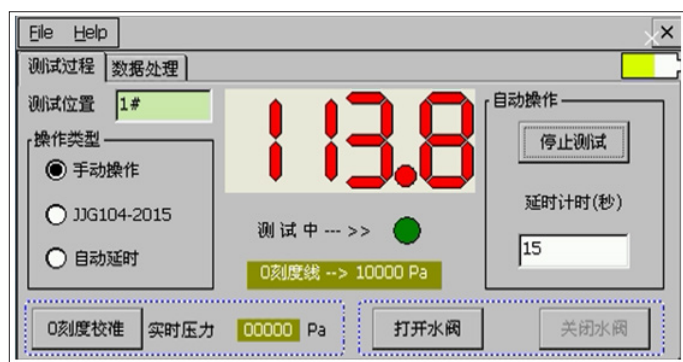 File Help
测试过程 数据处理
测试位置 1#
113.8
操作类型
手动操作
JJG104-2015
自动延时
测 试 中 --- >>
0刻度线 --> 10000 Pa
自动操作
停止测试
延时计时(秒)
15
0刻度校准 实时压力 00000 Pa
打开水阀 关闭水阀